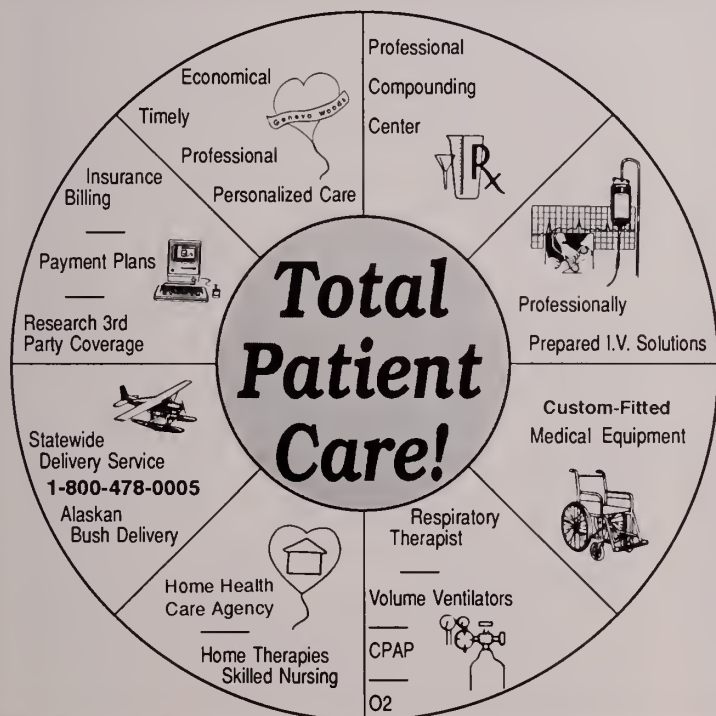 Total
Patient
Care!
Professional
Compounding
Center
Rx
Professionally
Prepared I.V. Solutions
Custom-Fitted
Medical Equipment
Respiratory
Therapist
Volume Ventilators
CPAP
O2
Home Health
Care Agency
Home Therapies
Skilled Nursing
Statewide
Delivery Service
1-800-478-0005
Alaskan
Bush Delivery
Insurance
Billing
Payment Plans
Research 3rd
Party Coverage
Economical
Timely
Professional
Personalized Care
Geneva Woods